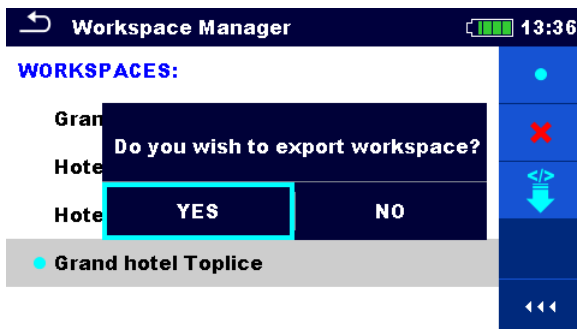 Workspace Manager
13:36
WORKSPACES:
Gran
Do you wish to export workspace?
Hote
YES
NO
Hote
Grand hotel Toplice